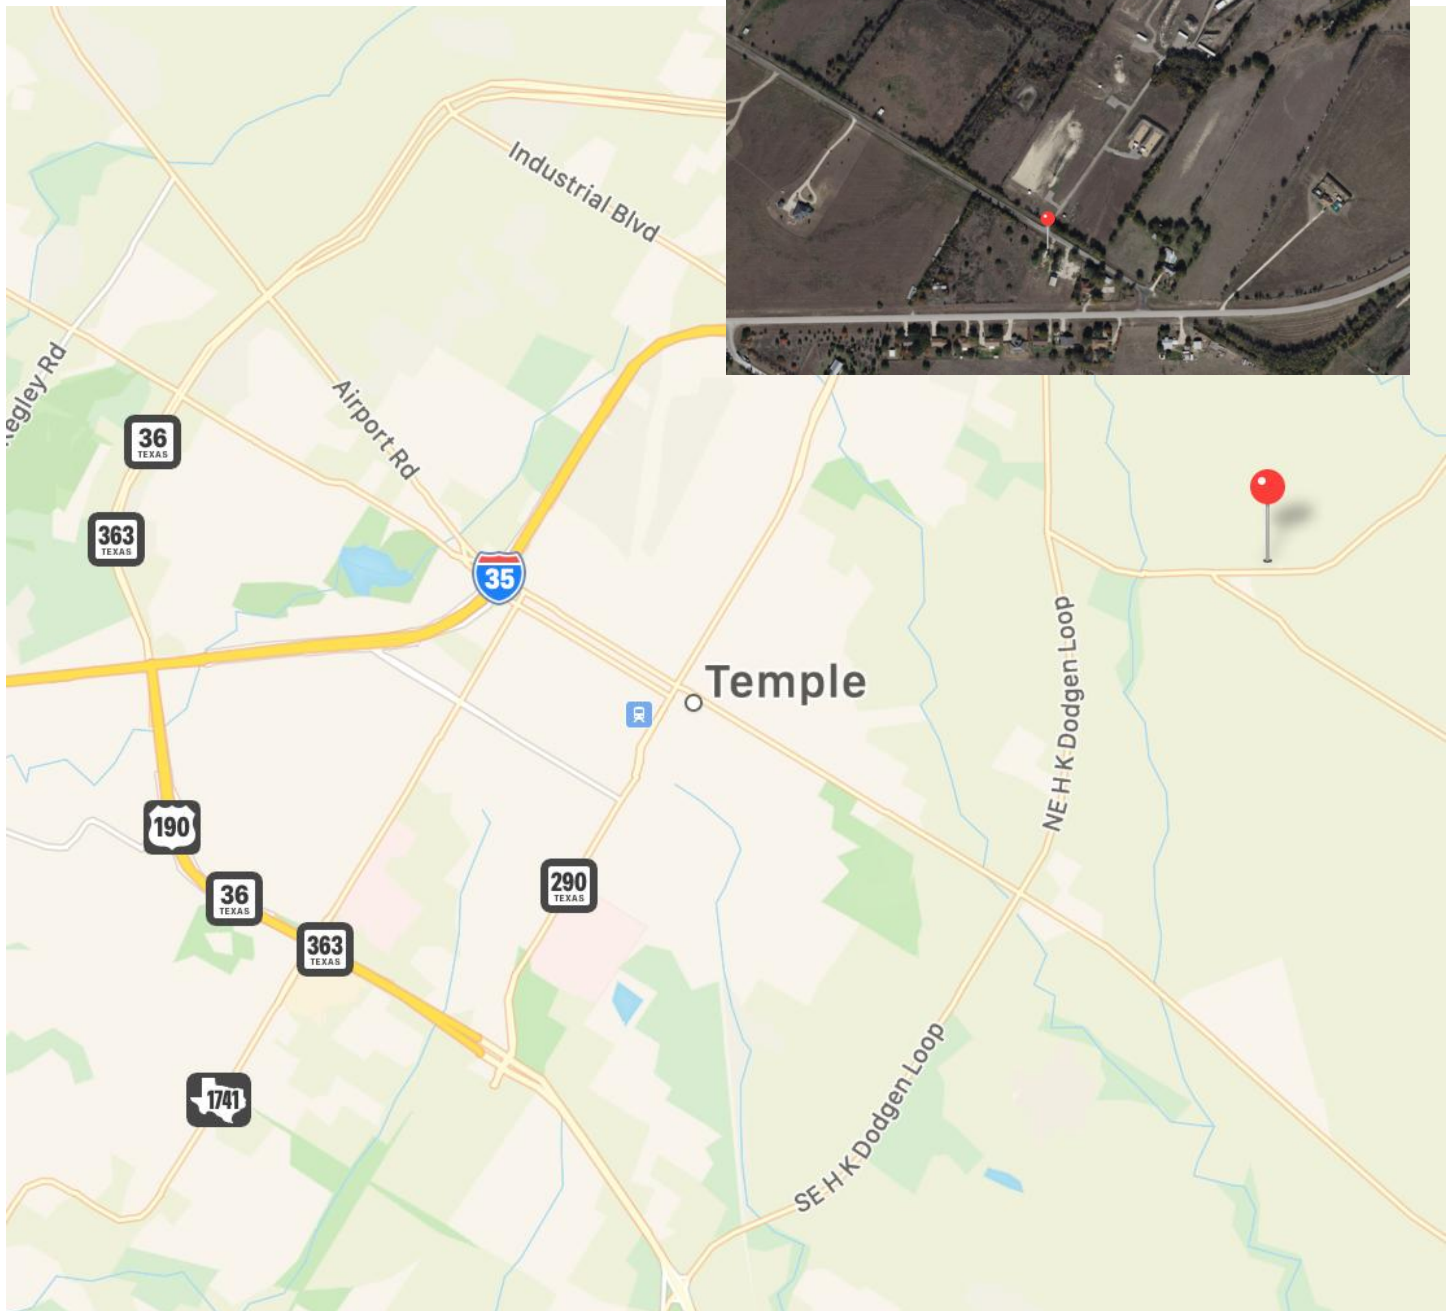 Industrial Blvd
egley Rd
Airport Rd
36
TEXAS
363
TEXAS
35
Temple
NE H K Dodgen Loop
190
36
TEXAS
290
TEXAS
363
TEXAS
1741
SE H K Dodgen Loop